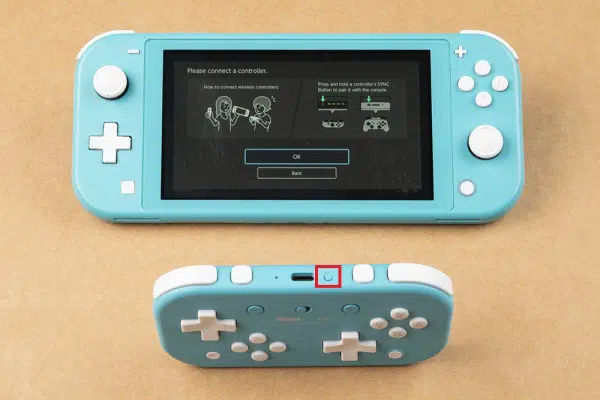 Please connect a controller.
How to connect wireless controllers:
Press and hold a controller's SYNC
Button to pair it with the console.
OK
Back